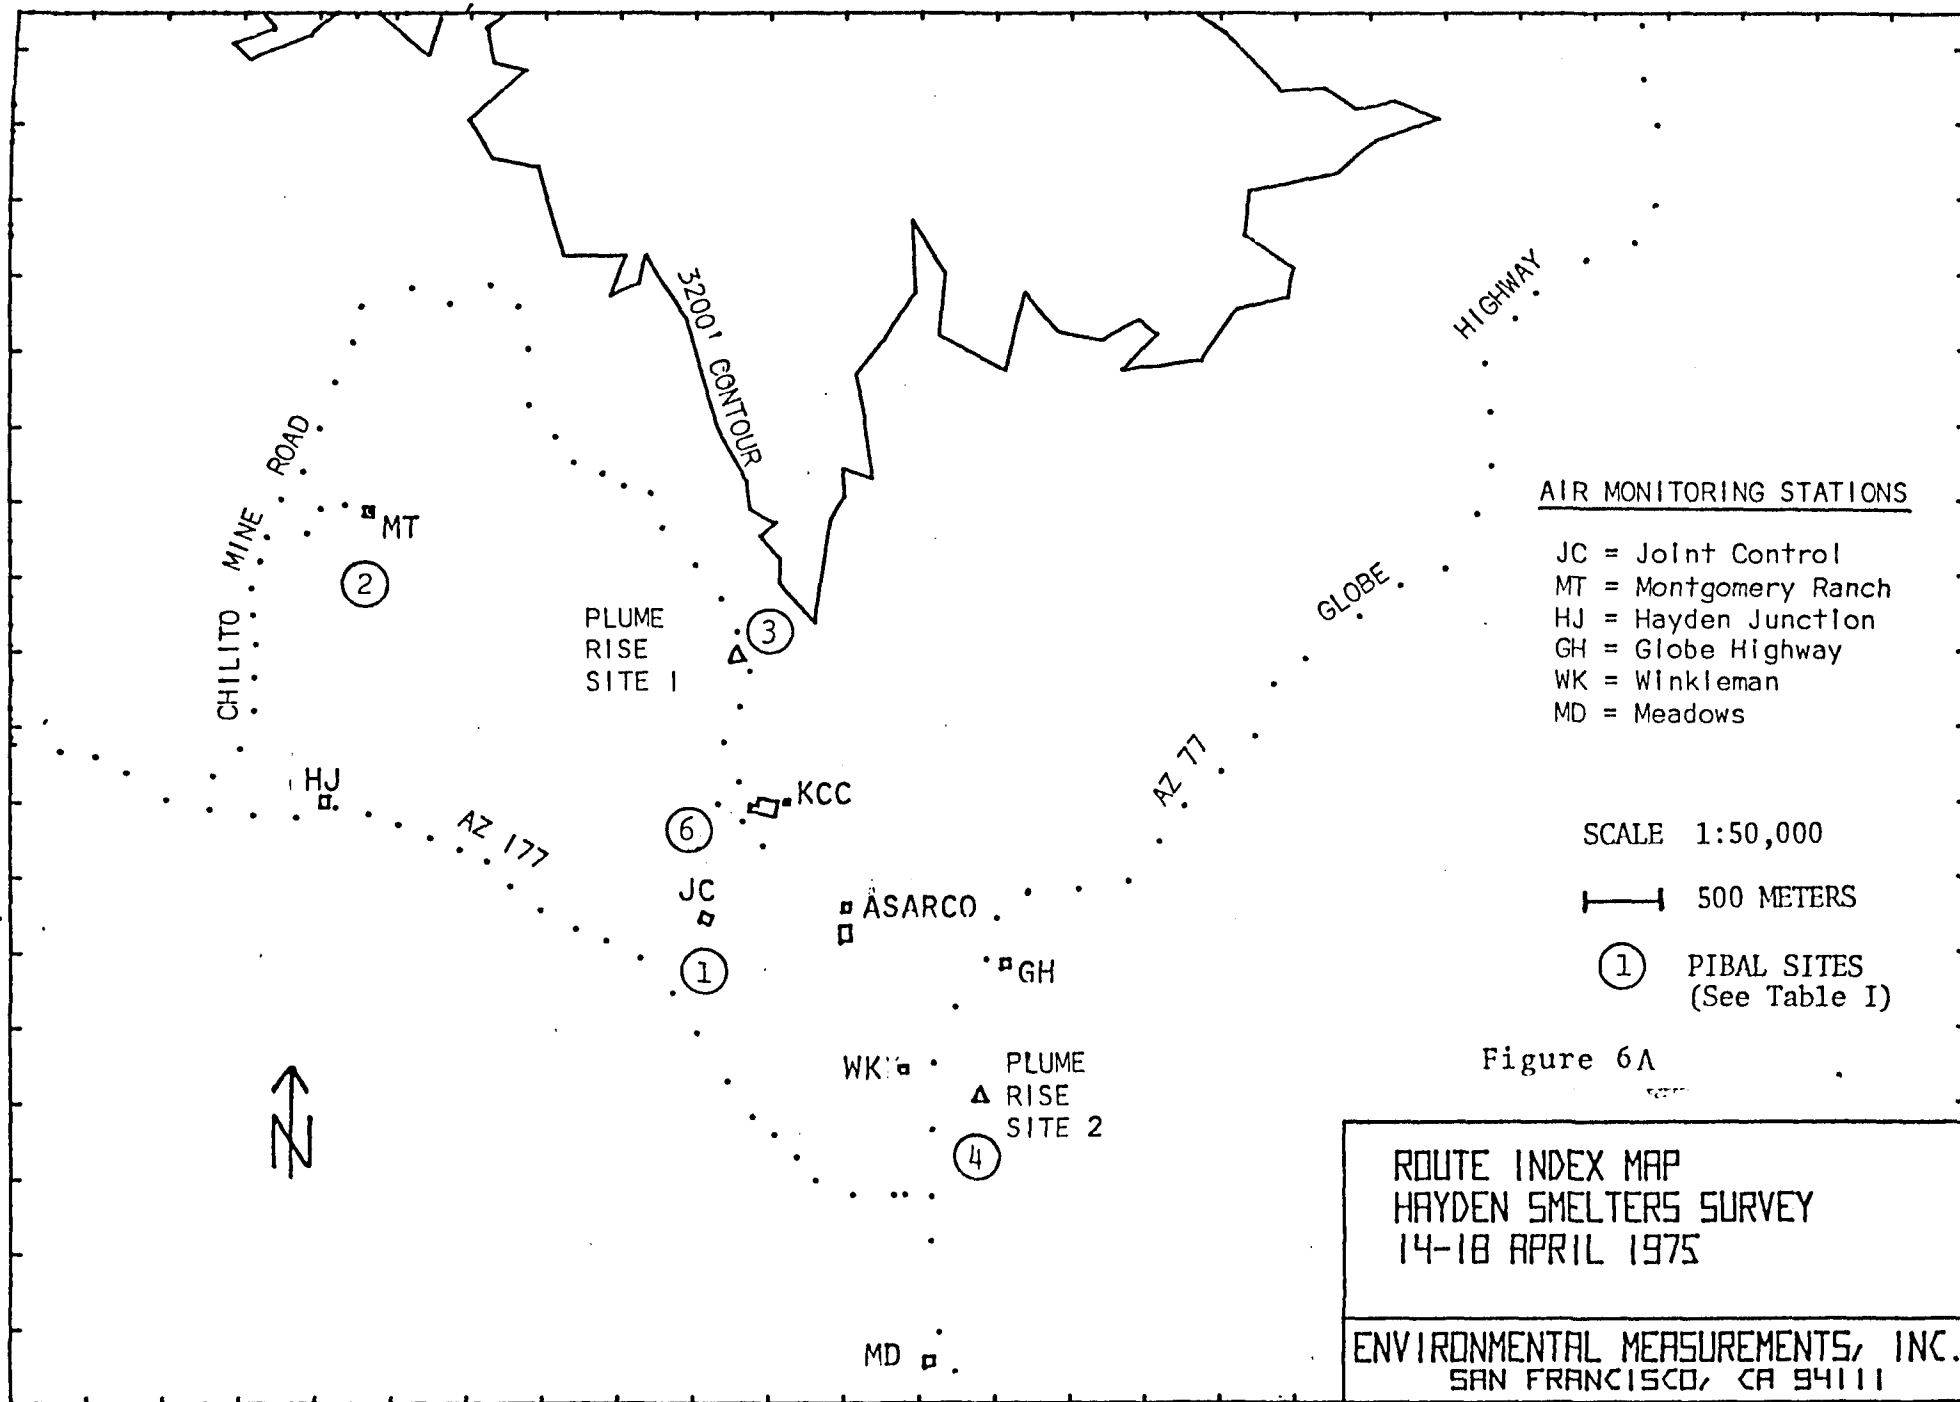 32001 CONTOUR
HIGHWAY
GLOBE
AZ 77
CHILITO MINE ROAD
MT
2
PLUME
RISE
SITE 1
3
HJ
AZ 177
KCC
6
JC
ASARCO
1
GH
WK
PLUME
RISE
SITE 2
4
MD
N
AIR MONITORING STATIONS
JC = Joint Control
MT = Montgomery Ranch
HJ = Hayden Junction
GH = Globe Highway
WK = Winkleman
MD = Meadows
SCALE 1:50,000
500 METERS
1 PIBAL SITES
(See Table I)
Figure 6A
ROUTE INDEX MAP
HAYDEN SMELTERS SURVEY
14-18 APRIL 1975
ENVIRONMENTAL MEASUREMENTS, INC.
SAN FRANCISCO, CA 94111